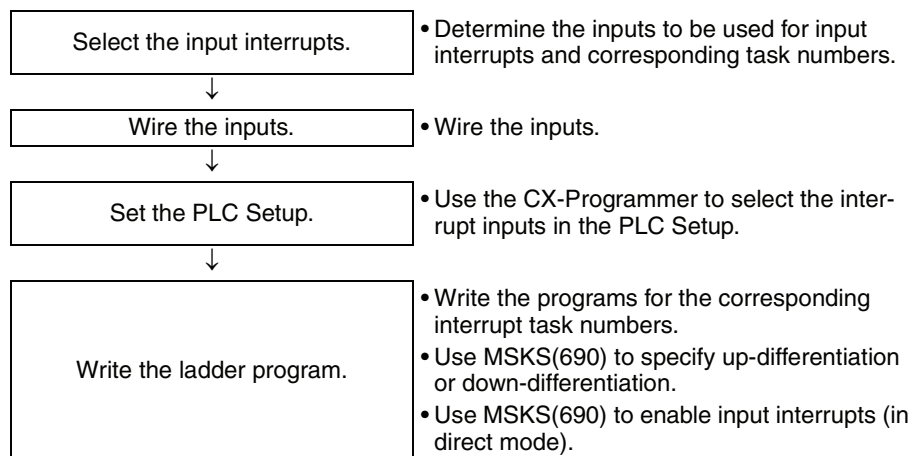 Select the input interrupts.
• Determine the inputs to be used for input
interrupts and corresponding task numbers.
↓
Wire the inputs.
• Wire the inputs.
↓
Set the PLC Setup.
• Use the CX-Programmer to select the inter-
rupt inputs in the PLC Setup.
↓
Write the ladder program.
• Write the programs for the corresponding
interrupt task numbers.
• Use MSKS(690) to specify up-differentiation
or down-differentiation.
• Use MSKS(690) to enable input interrupts (in
direct mode).